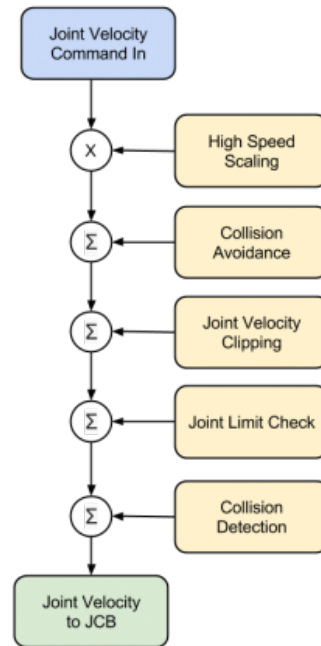 Joint Velocity
Command In
X
High Speed
Scaling
Σ
Collision
Avoidance
Σ
Joint Velocity
Clipping
Σ
Joint Limit Check
Σ
Collision
Detection
Joint Velocity
to JCB